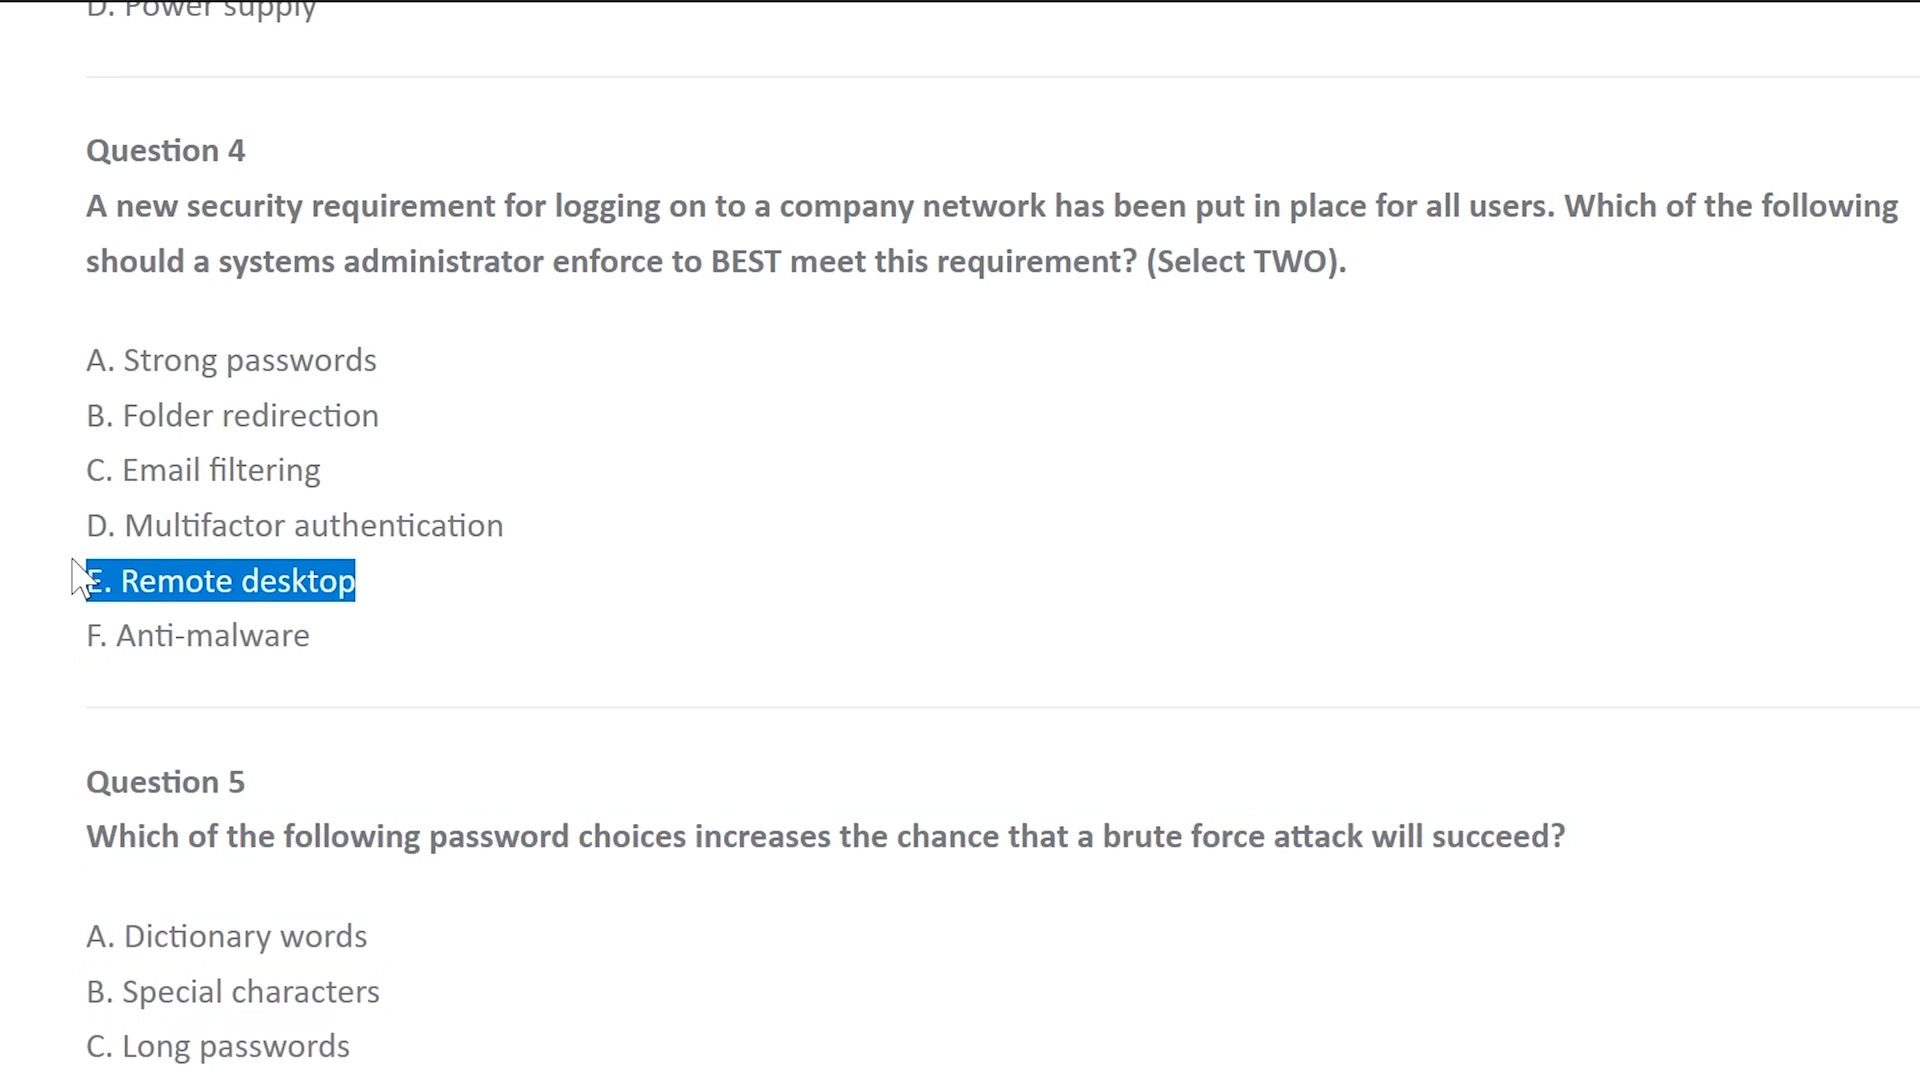 D. Power supply
Question 4
A new security requirement for logging on to a company network has been put in place for all users. Which of the following
should a systems administrator enforce to BEST meet this requirement? (Select TWO).
A. Strong passwords
B. Folder redirection
C. Email filtering
D. Multifactor authentication
E. Remote desktop
F. Anti-malware
Question 5
Which of the following password choices increases the chance that a brute force attack will succeed?
A. Dictionary words
B. Special characters
C. Long passwords